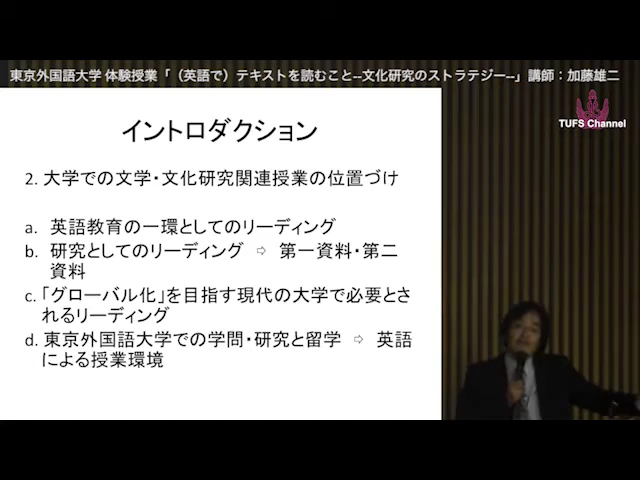 東京外国語大学 体験授業「（英語で）テキストを読むこと--文化研究のストラテジー--」講師：加藤雄二
TUFS Channel
イントロダクション
2. 大学での文学・文化研究関連授業の位置づけ
a. 英語教育の一環としてのリーディング
b. 研究としてのリーディング ⇨ 第一資料・第二
資料
c. 「グローバル化」を目指す現代の大学で必要とさ
れるリーディング
d. 東京外国語大学での学問・研究と留学 ⇨ 英語
による授業環境